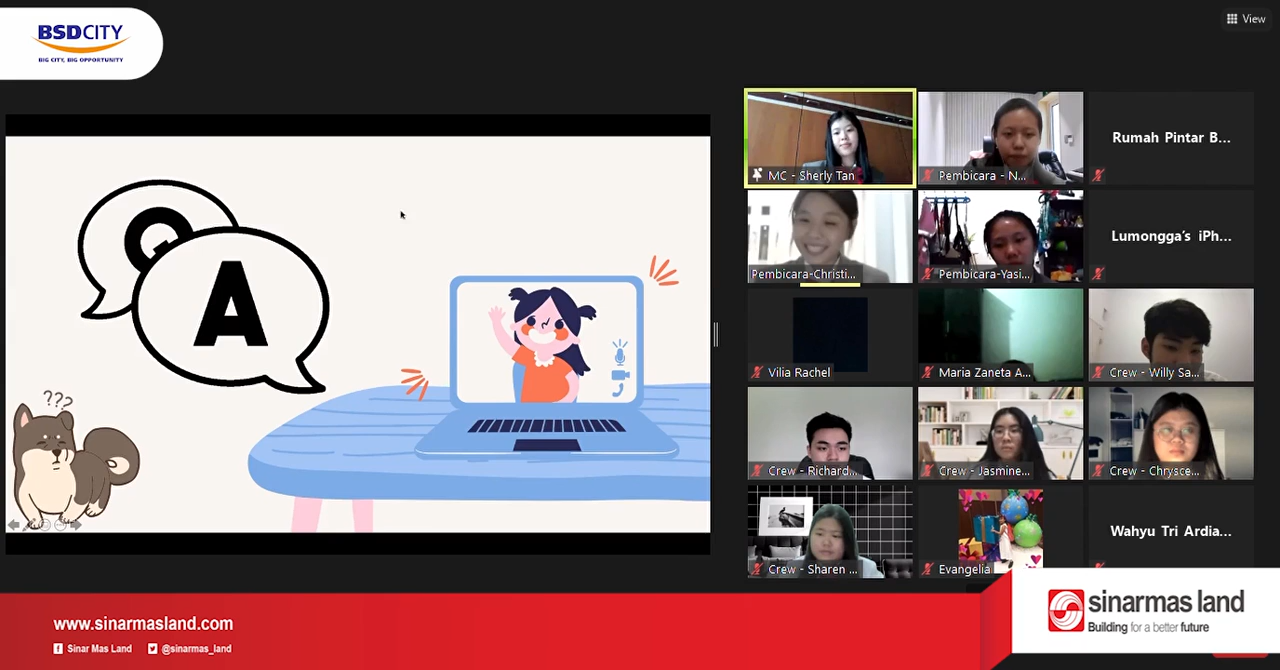 BSDCITY
BIG CITY, BIG OPPORTUNITY
View
Q
A
???
MC - Sherly Tan
Pembicara - N...
Rumah Pintar B...
Pembicara-Christi...
Pembicara-Yasi...
Lumongga's iPh...
Vilia Rachel
Maria Zaneta A...
Crew - Willy Sa...
Crew - Richard...
Crew - Jasmine...
Crew - Chrysce...
Crew - Sharen ...
Evangelia
Wahyu Tri Ardia...
www.sinarmasland.com
Sinar Mas Land
@sinarmas_land
sinarmas land
Building for a better future